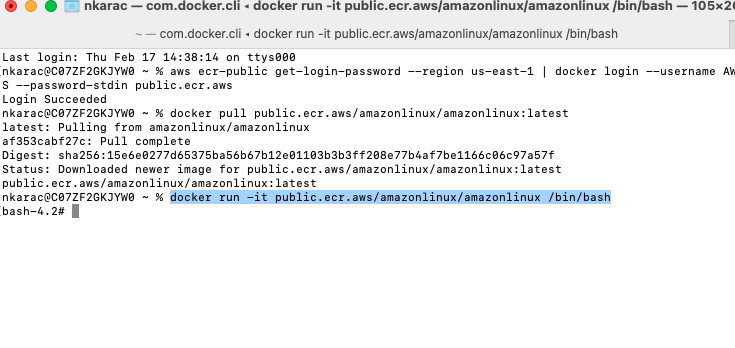 nkarac — com.docker.cli ◂ docker run -it public.ecr.aws/amazonlinux/amazonlinux /bin/bash — 105×2
~ — com.docker.cli ◂ docker run -it public.ecr.aws/amazonlinux/amazonlinux /bin/bash
Last login: Thu Feb 17 14:38:14 on ttys000
[nkarac@C07ZF2GKJYW0 ~ % aws ecr-public get-login-password --region us-east-1 | docker login --username AW
S --password-stdin public.ecr.aws
Login Succeeded
nkarac@C07ZF2GKJYW0 ~ % docker pull public.ecr.aws/amazonlinux/amazonlinux:latest
latest: Pulling from amazonlinux/amazonlinux
af353cabf27c: Pull complete
Digest: sha256:15e6e0277d65375ba56b67b12e01103b3b3ff208e77b4af7be1166c06c97a57f
Status: Downloaded newer image for public.ecr.aws/amazonlinux/amazonlinux:latest
public.ecr.aws/amazonlinux/amazonlinux:latest
nkarac@C07ZF2GKJYW0 ~ % docker run -it public.ecr.aws/amazonlinux/amazonlinux /bin/bash
[bash-4.2#